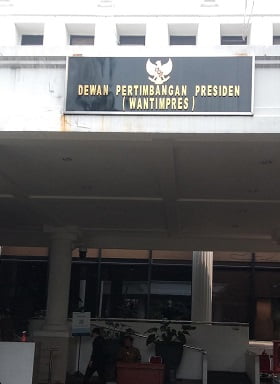 DEWAN PERTIMBANGAN PRESIDEN
( WANTIMPRES )